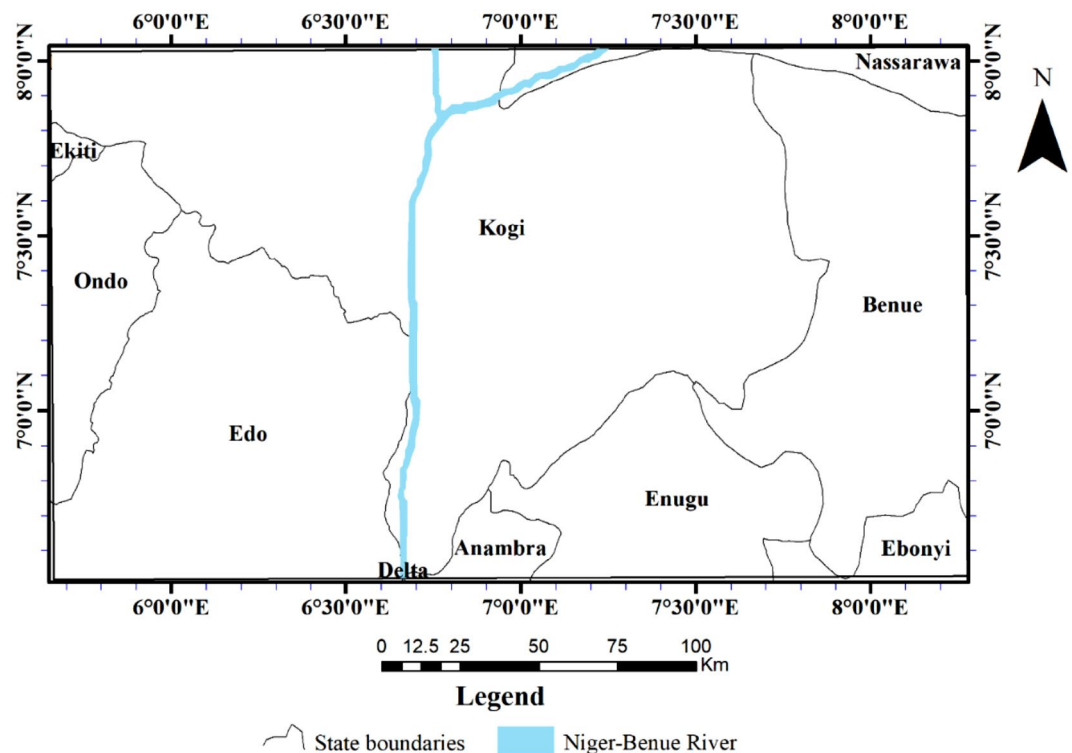 6°0'0"E 6°30'0"E 7°0'0"E 7°30'0"E 8°0'0"E
8°0'0"N
Nassarawa
8°0'0"N
N
Ekiti
7°30'0"N
Kogi
7°30'0"N
Ondo
Benue
7°0'0"N
Edo
7°0'0"N
Enugu
Anambra
Ebonyi
Delta
6°0'0"E 6°30'0"E 7°0'0"E 7°30'0"E 8°0'0"E
0 12.5 25 50 75 100
Km
Legend
State boundaries
Niger-Benue River